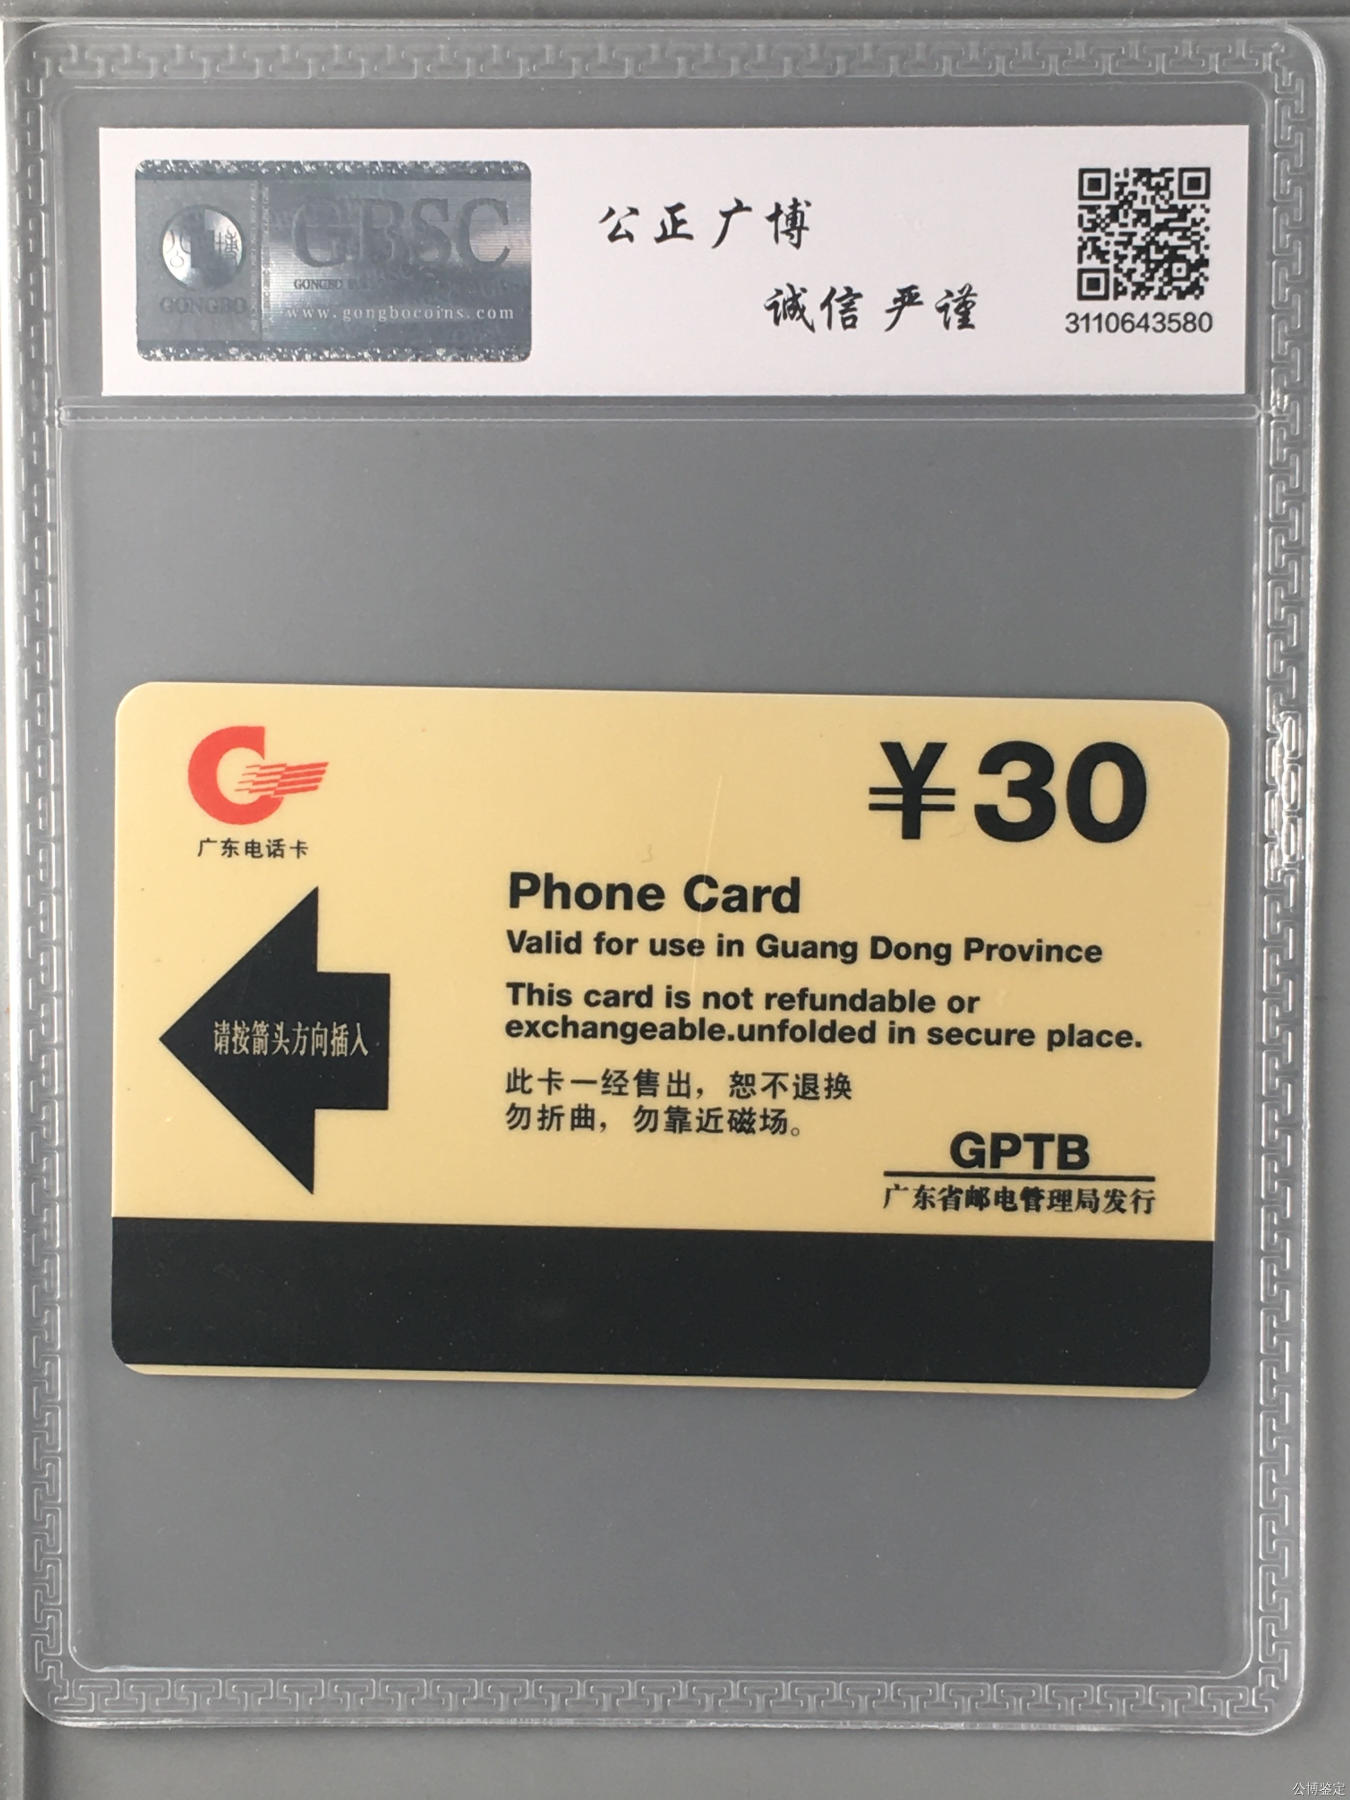 GBSC
GONGBO
www.gongbocoins.com
公正广博
诚信严谨
3110643580
广东电话卡
¥30
Phone Card
Valid for use in Guang Dong Province
This card is not refundable or
exchangeable.unfolded in secure place.
请按箭头方向插入
此卡一经售出，恕不退换
勿折曲，勿靠近磁场。
GPTB
广东省邮电管理局发行
公博鉴定